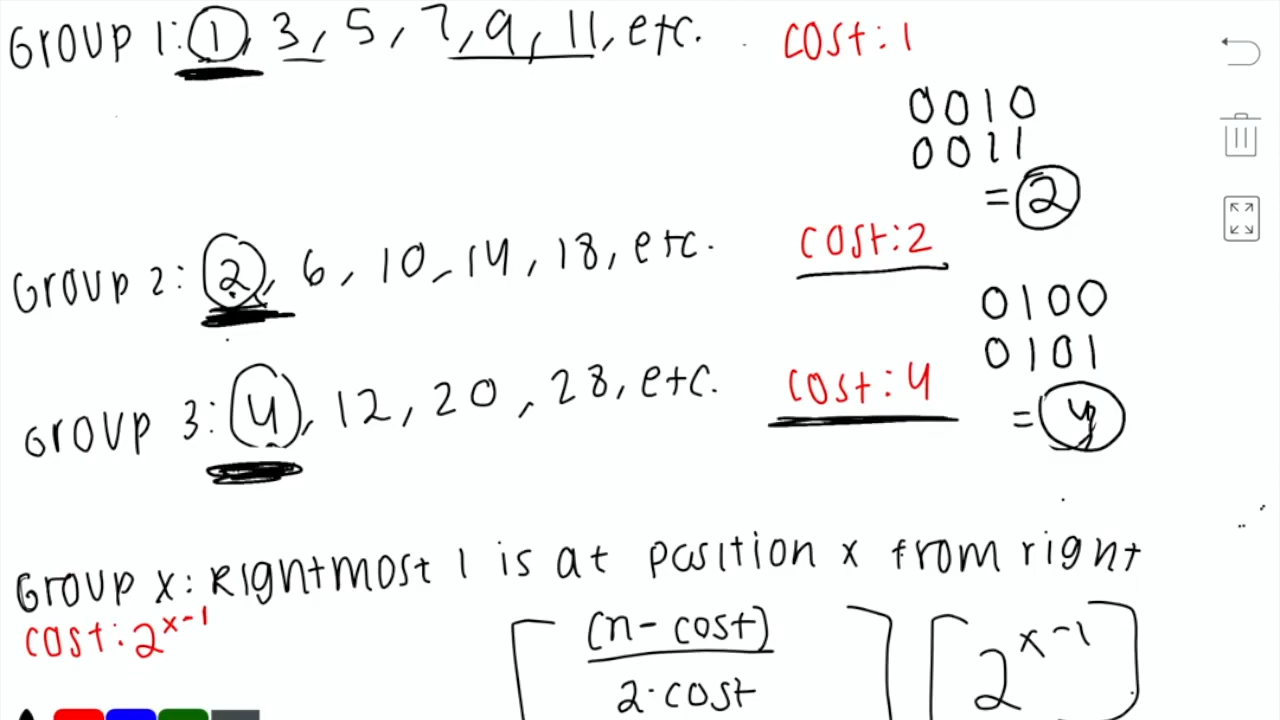 Group 1: 1, 3, 5, 7, 9, 11, etc. cost: 1
0010
0011
= 2
Group 2: 2, 6, 10, 14, 18, etc. cost: 2
0100
0101
= 4
Group 3: 4, 12, 20, 28, etc. cost: 4
Group x: Rightmost 1 is at position x from right
cost: 2^x-1
[(n - cost) / 2·cost] [2^x-1]